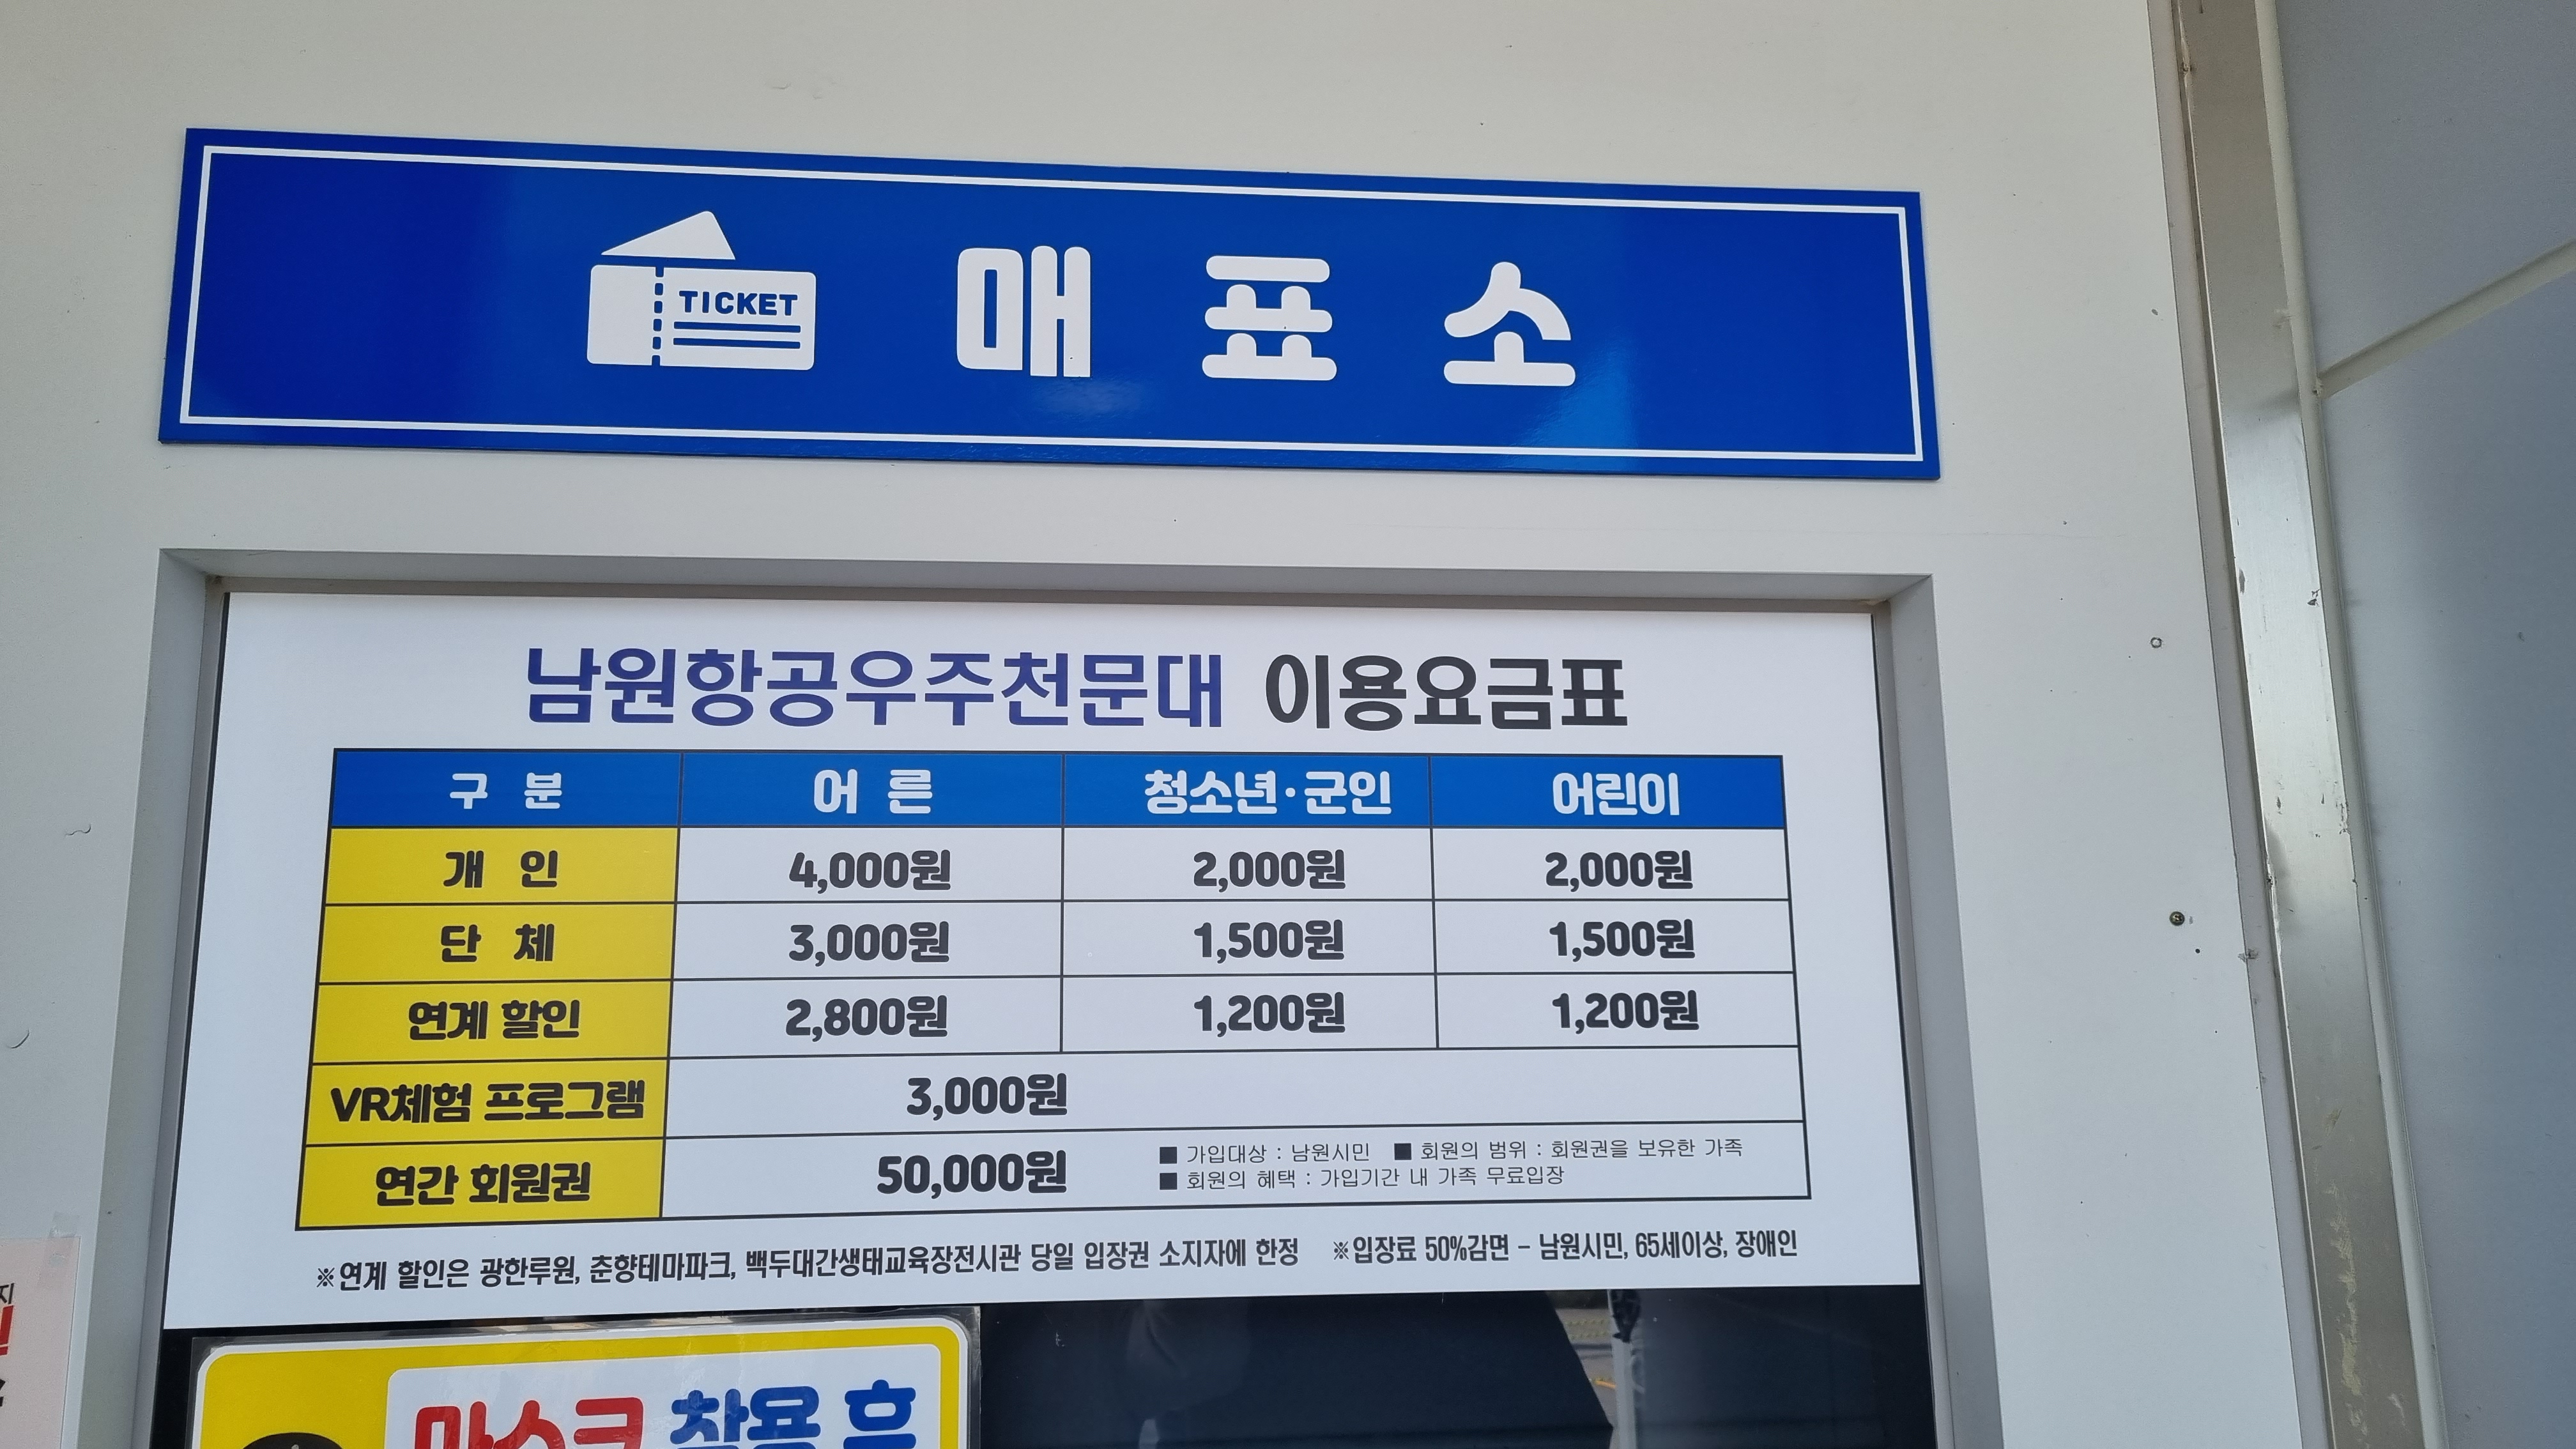 TICKET
매 표 소
남원항공우주천문대 이용요금표
구 분 어 른 청소년·군인 어린이
개 인 4,000원 2,000원 2,000원
단 체 3,000원 1,500원 1,500원
연계 할인 2,800원 1,200원 1,200원
VR체험 프로그램 3,000원
연간 회원권 50,000원
■ 가입대상 : 남원시민 ■ 회원의 범위 : 회원권을 보유한 가족
■ 회원의 혜택 : 가입기간 내 가족 무료입장
※연계 할인은 광한루원, 춘향테마파크, 백두대간생태교육장전시관 당일 입장권 소지자에 한정 ※입장료 50%감면 - 남원시민, 65세이상, 장애인
마스크 착용 후